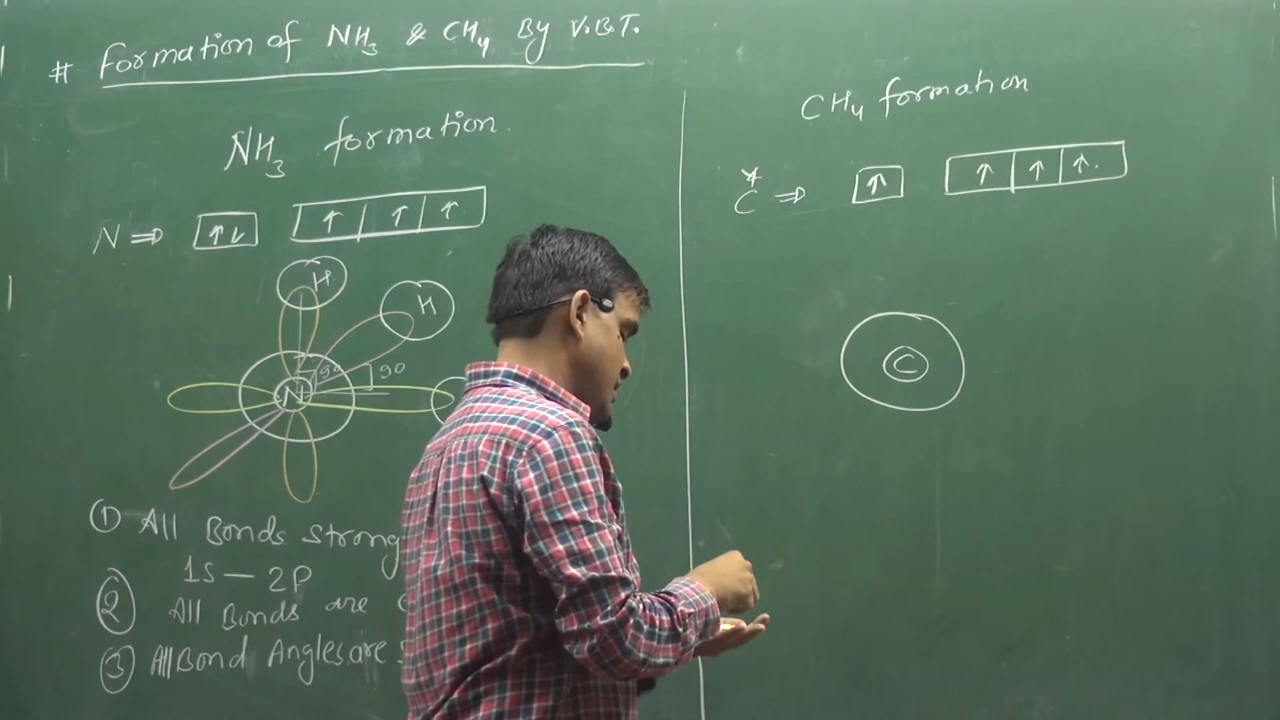 # Formation of NH₃ & CH₄ By V.B.T.
NH₃ formation.
N ⇒ ↑↓ ↑ ↑ ↑
H
H
90
90
N
① All Bonds strong
1s — 2p
② All Bonds are
③ All Bond Angles are
CH₄ formation
C* ⇒ ↑ ↑ ↑ ↑.
C